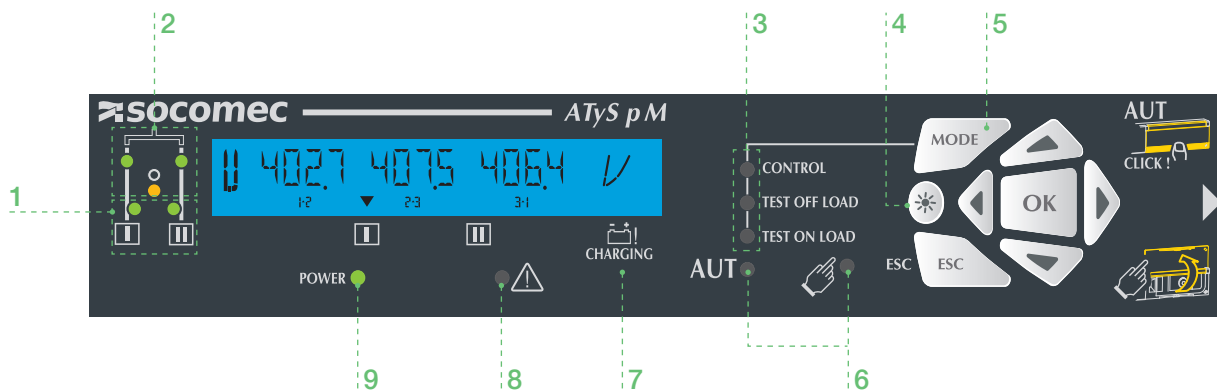 1 2 3 4 5
socomec ATyS p M
U 402.7 407.5 406.4 V
1-2 2-3 3-1
I II
I II
CHARGING
POWER
CONTROL
TEST OFF LOAD
TEST ON LOAD
AUT
MODE
OK
ESC ESC
AUT
CLICK !
9 8 7 6